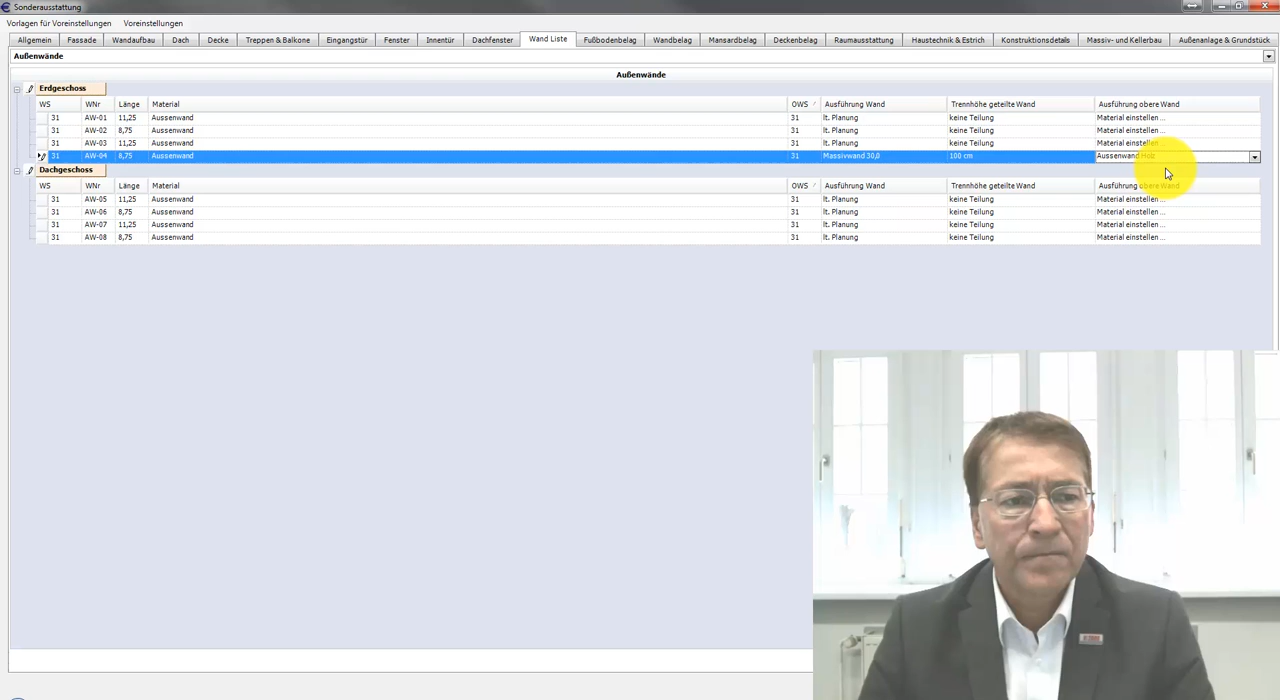 Sonderausstattung
Vorlagen für Voreinstellungen Voreinstellungen
Allgemein Fassade Wandaufbau Dach Decke Treppen & Balkone Eingangstür Fenster Innentür Dachfenster Wand Liste Fußbodenbelag Wandbelag Mansardbelag Deckenbelag Raumausstattung Haustechnik & Estrich Konstruktionsdetails Massiv- und Kellerbau Außenanlage & Grundstück
Außenwände
Außenwände
Erdgeschoss
WS WNr Länge Material OWS Ausführung Wand Trennhöhe geteilte Wand Ausführung obere Wand
31 AW-01 11,25 Aussenwand 31 lt. Planung keine Teilung Material einstellen ...
31 AW-02 8,75 Aussenwand 31 lt. Planung keine Teilung Material einstellen ...
31 AW-03 11,25 Aussenwand 31 lt. Planung keine Teilung Material einstellen ...
31 AW-04 8,75 Aussenwand 31 Massivwand 30,0 100 cm Aussenwand Holz
Dachgeschoss
WS WNr Länge Material OWS Ausführung Wand Trennhöhe geteilte Wand Ausführung obere Wand
31 AW-05 11,25 Aussenwand 31 lt. Planung keine Teilung Material einstellen ...
31 AW-06 8,75 Aussenwand 31 lt. Planung keine Teilung Material einstellen ...
31 AW-07 11,25 Aussenwand 31 lt. Planung keine Teilung Material einstellen ...
31 AW-08 8,75 Aussenwand 31 lt. Planung keine Teilung Material einstellen ...